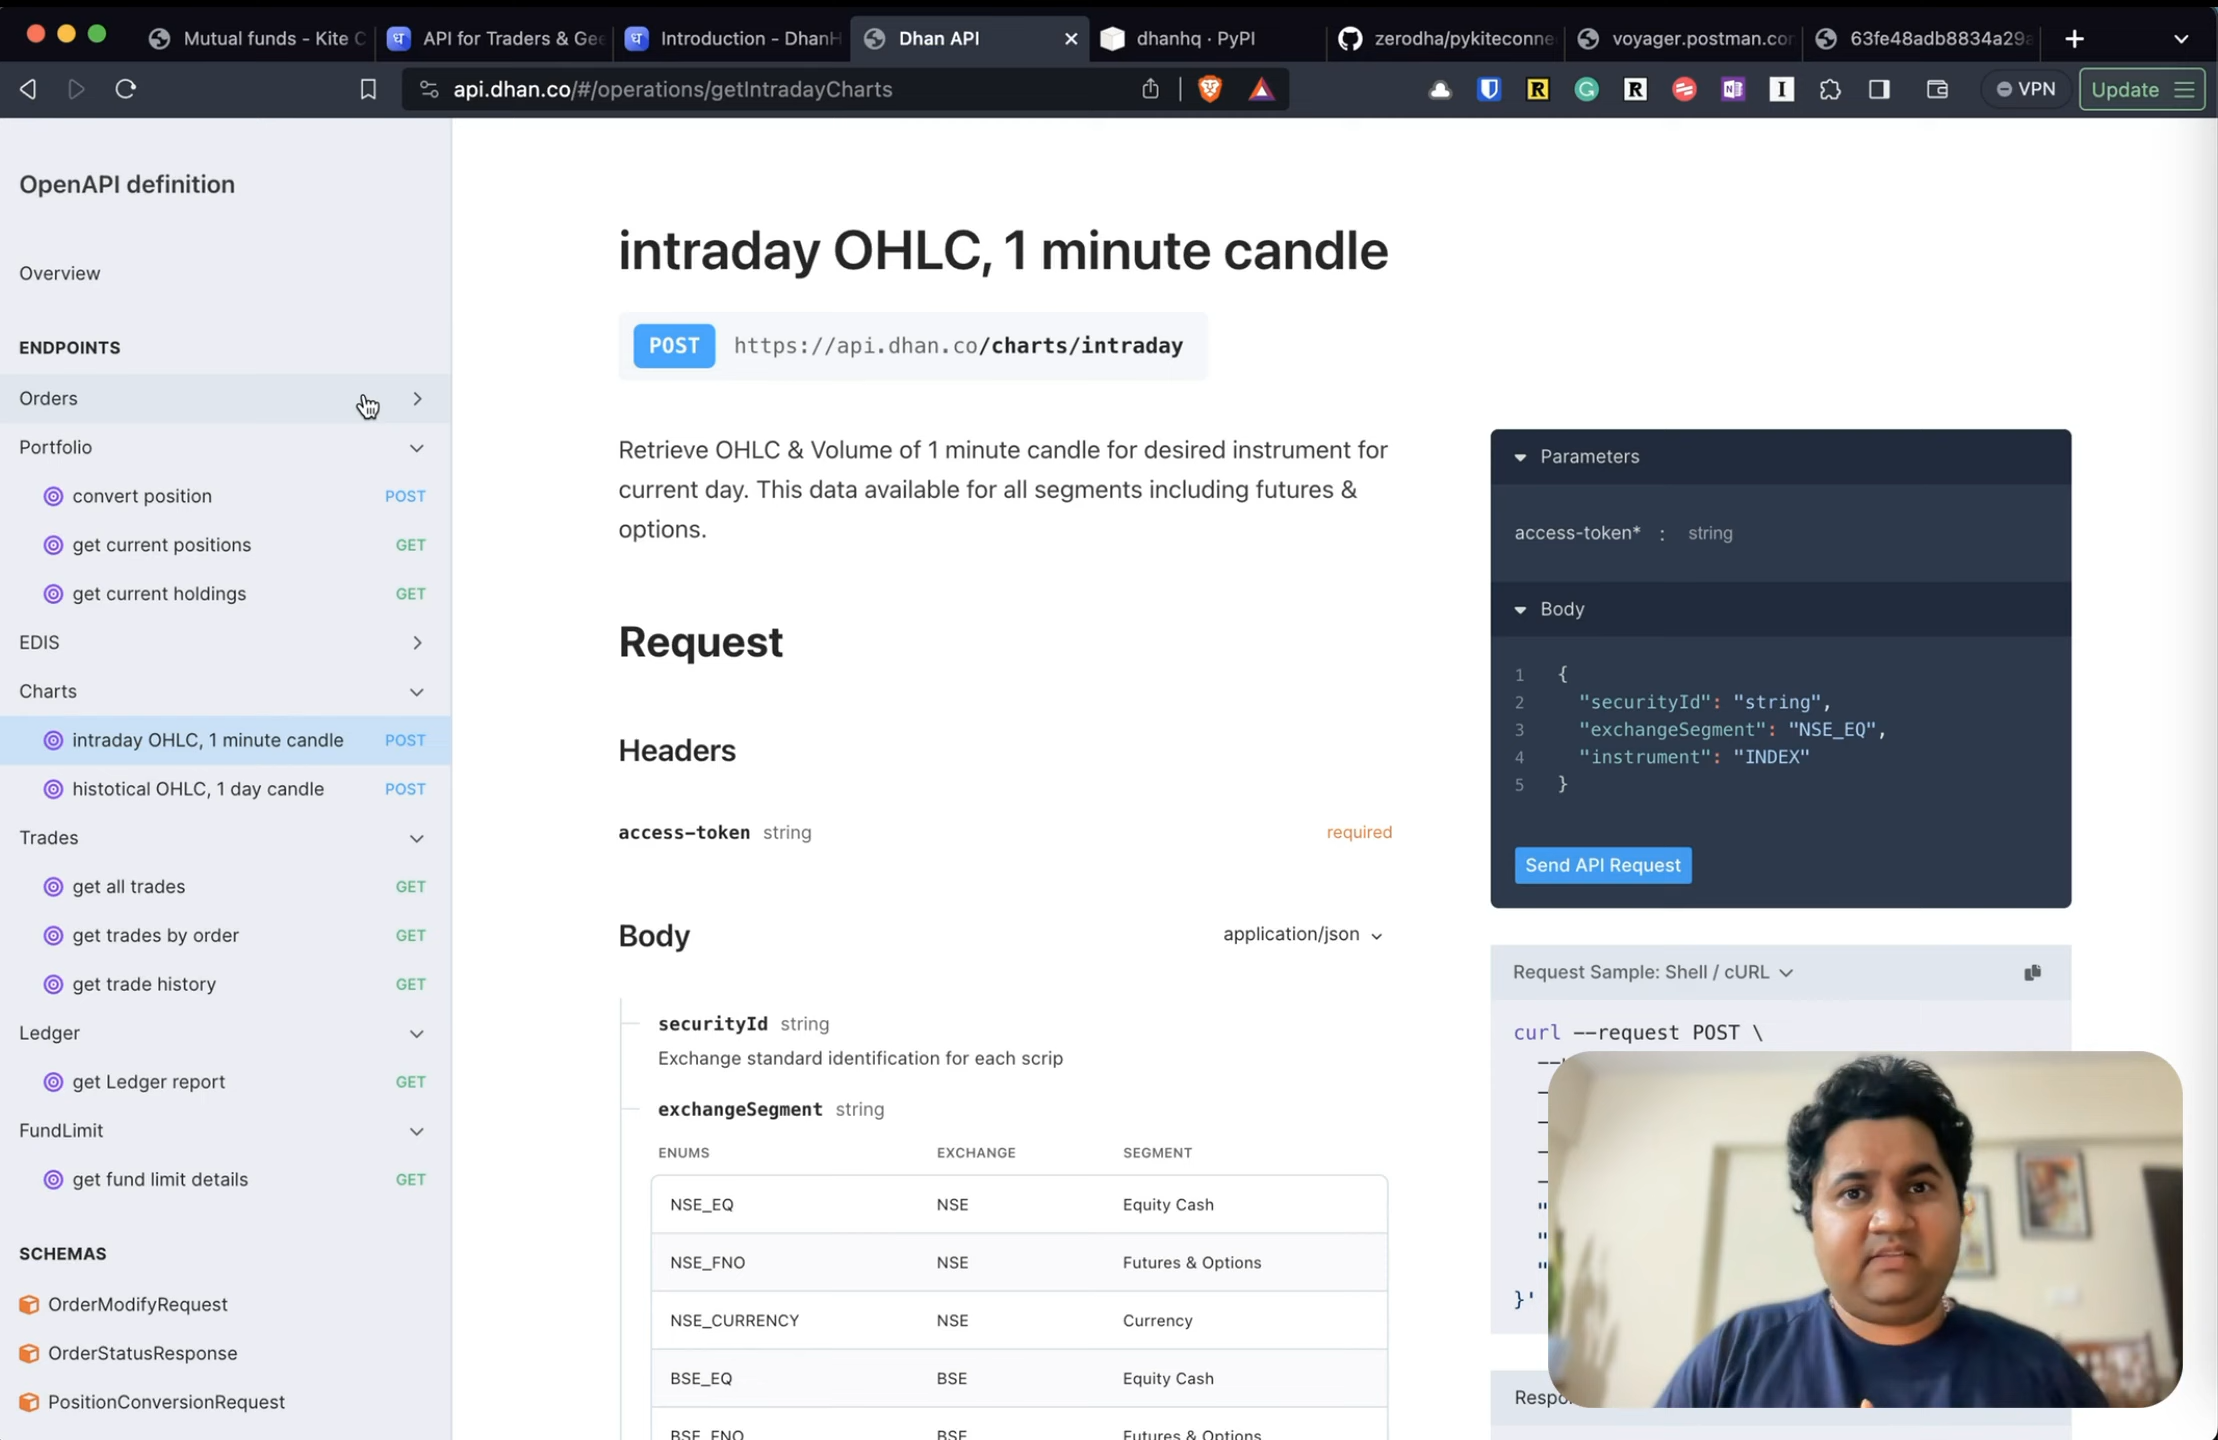 Mutual funds - Kite C
API for Traders & Gee
Introduction - DhanH
Dhan API
dhanhq · PyPI
zerodha/pykiteconne
voyager.postman.com
63fe48adb8834a29a
api.dhan.co/#/operations/getIntradayCharts
VPN
Update
OpenAPI definition
Overview
ENDPOINTS
Orders
Portfolio
convert position POST
get current positions GET
get current holdings GET
EDIS
Charts
intraday OHLC, 1 minute candle POST
histotical OHLC, 1 day candle POST
Trades
get all trades GET
get trades by order GET
get trade history GET
Ledger
get Ledger report GET
FundLimit
get fund limit details GET
SCHEMAS
OrderModifyRequest
OrderStatusResponse
PositionConversionRequest
intraday OHLC, 1 minute candle
POST https://api.dhan.co/charts/intraday
Retrieve OHLC & Volume of 1 minute candle for desired instrument for
current day. This data available for all segments including futures &
options.
Request
Headers
access-token string required
Body application/json
securityId string
Exchange standard identification for each scrip
exchangeSegment string
ENUMS EXCHANGE SEGMENT
NSE_EQ NSE Equity Cash
NSE_FNO NSE Futures & Options
NSE_CURRENCY NSE Currency
BSE_EQ BSE Equity Cash
BSE_FNO BSE Futures & Options
Parameters
access-token* : string
Body
1 {
2 "securityId": "string",
3 "exchangeSegment": "NSE_EQ",
4 "instrument": "INDEX"
5 }
Send API Request
Request Sample: Shell / cURL
curl --request POST \
}'
Respo